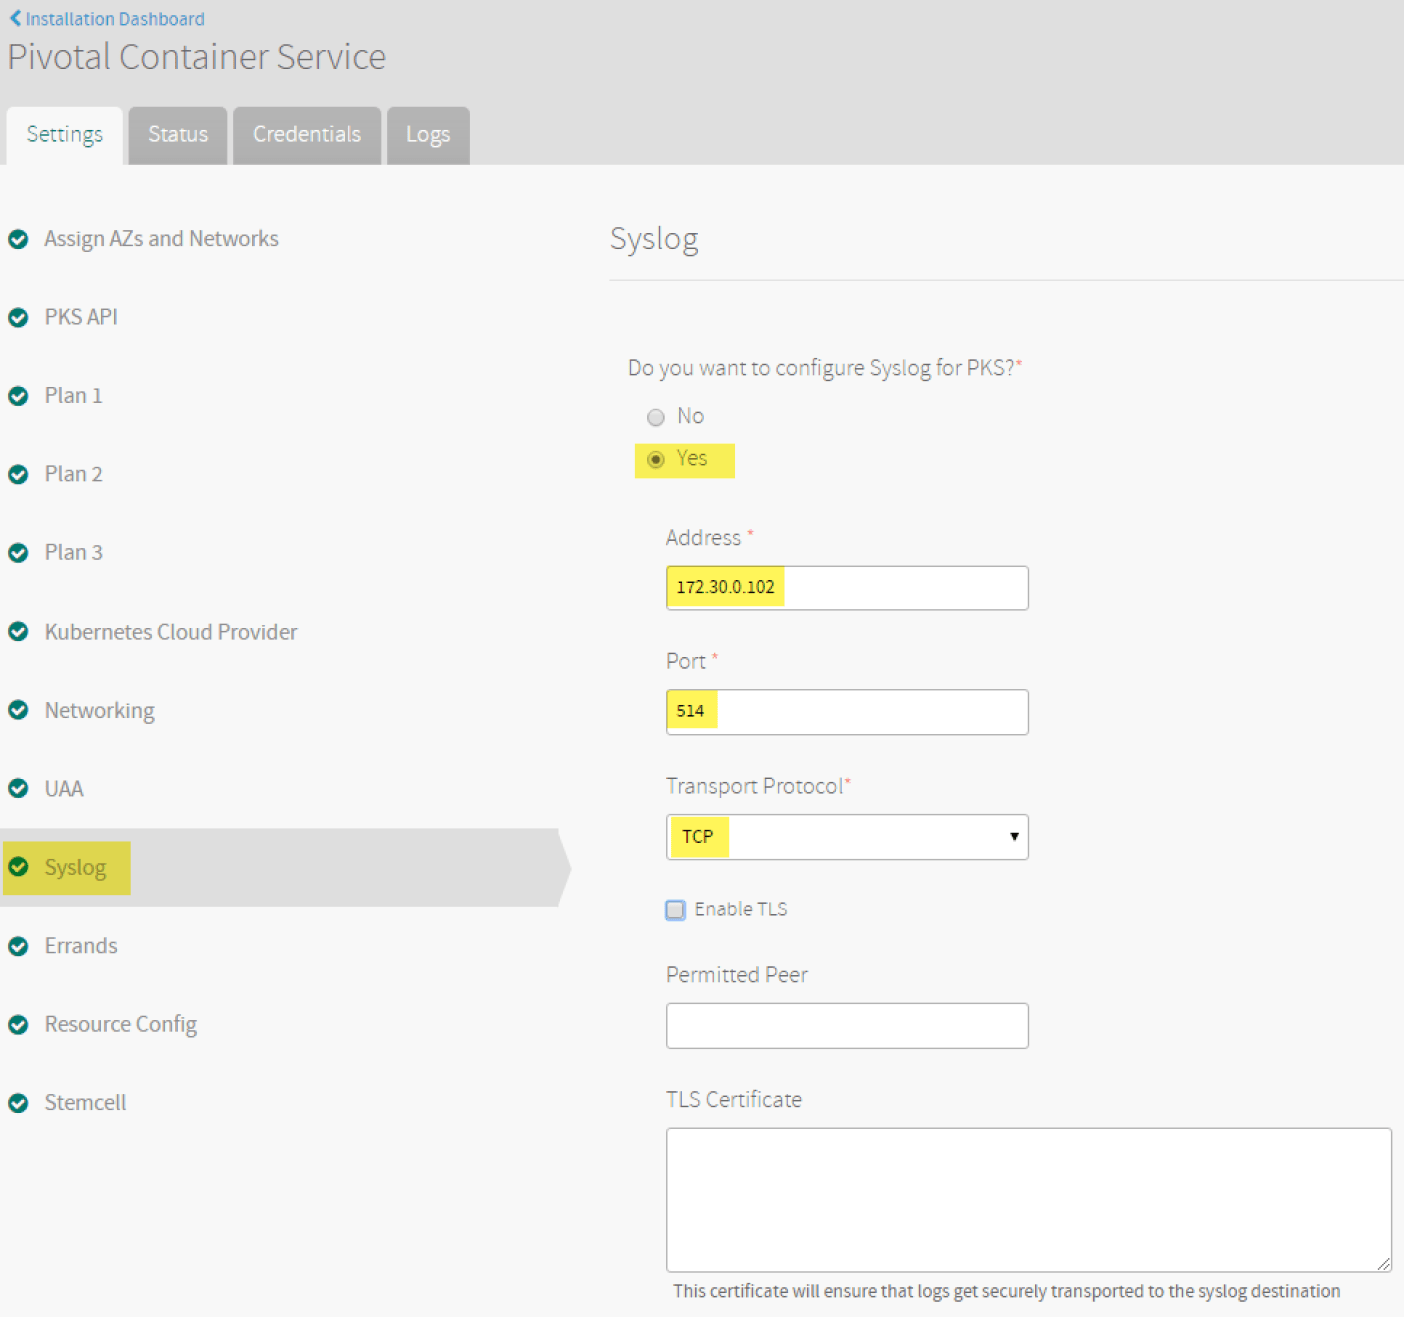 Installation Dashboard
Pivotal Container Service
Settings
Status
Credentials
Logs
Assign AZs and Networks
PKS API
Plan 1
Plan 2
Plan 3
Kubernetes Cloud Provider
Networking
UAA
Syslog
Errands
Resource Config
Stemcell
Syslog
Do you want to configure Syslog for PKS?*
No
Yes
Address *
172.30.0.102
Port *
514
Transport Protocol*
TCP
Enable TLS
Permitted Peer
TLS Certificate
This certificate will ensure that logs get securely transported to the syslog destination